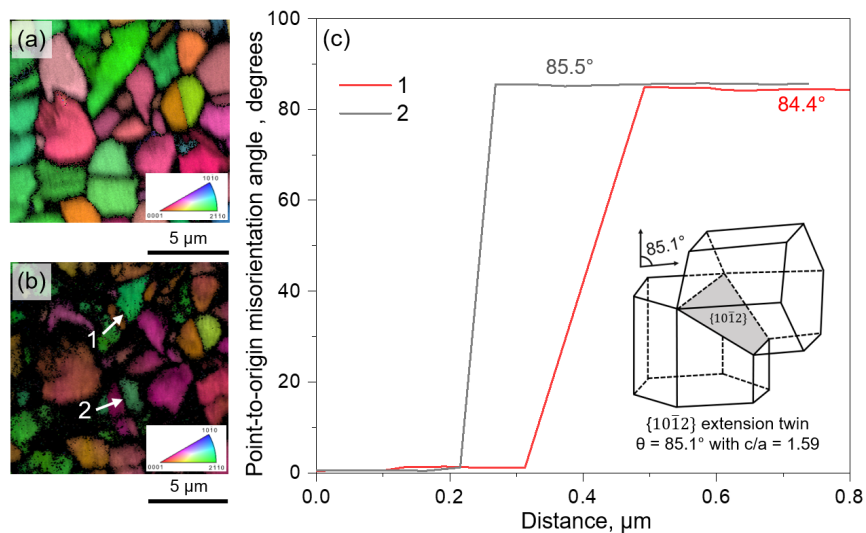 (a)
1010
0001
2110
5 µm
(b)
1
2
1010
0001
2110
5 µm
(c)
Point-to-origin misorientation angle , degrees
100
80
60
40
20
0
1
2
85.5°
84.4°
85.1°
{101̄2}
{101̄2} extension twin
θ = 85.1° with c/a = 1.59
0.0
0.2
0.4
0.6
0.8
Distance, µm